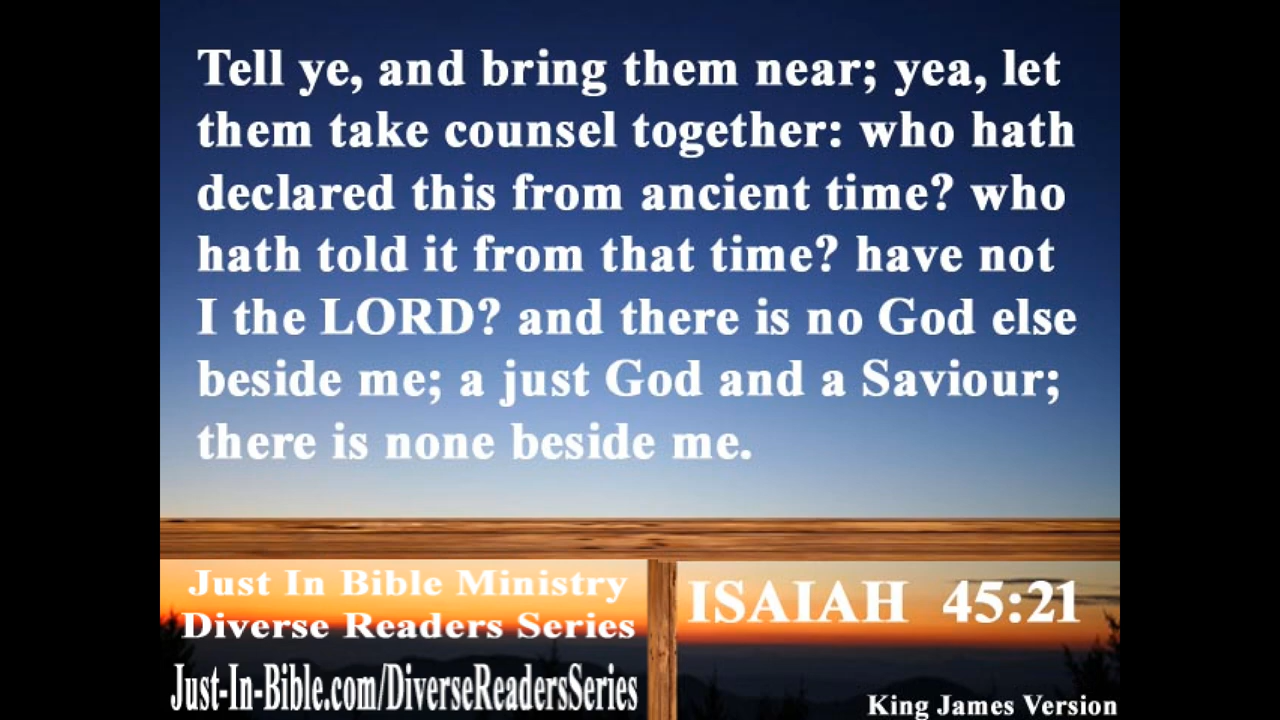 Tell ye, and bring them near; yea, let
them take counsel together: who hath
declared this from ancient time? who
hath told it from that time? have not
I the LORD? and there is no God else
beside me; a just God and a Saviour;
there is none beside me.
Just In Bible Ministry
Diverse Readers Series
Just-In-Bible.com/DiverseReadersSeries
ISAIAH 45:21
King James Version